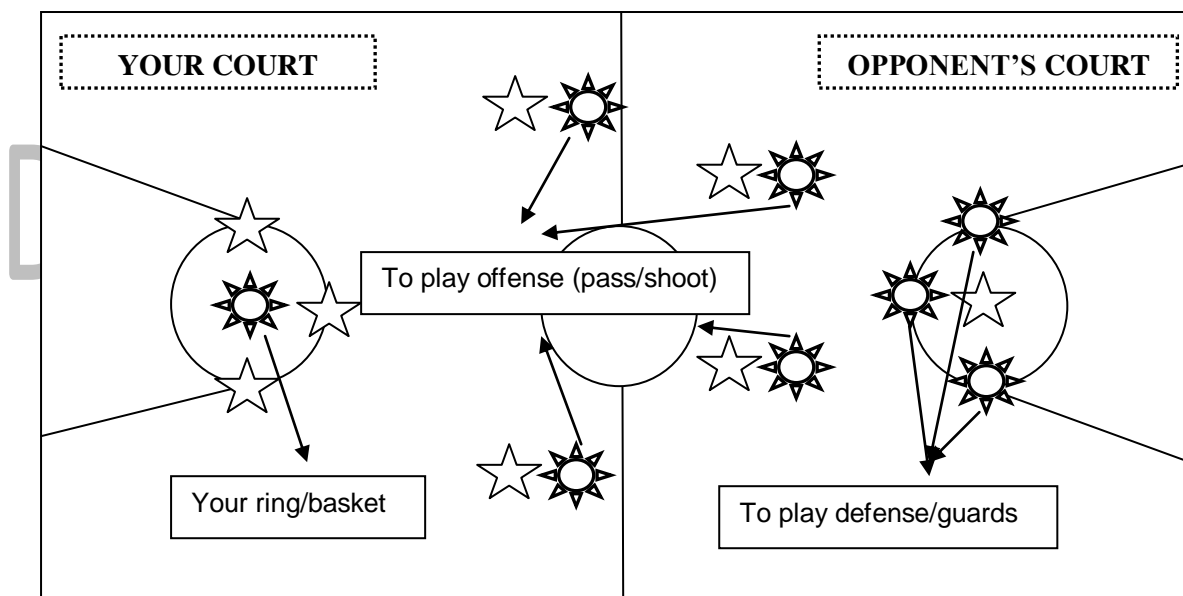 YOUR COURT
OPPONENT'S COURT
To play offense (pass/shoot)
Your ring/basket
To play defense/guards